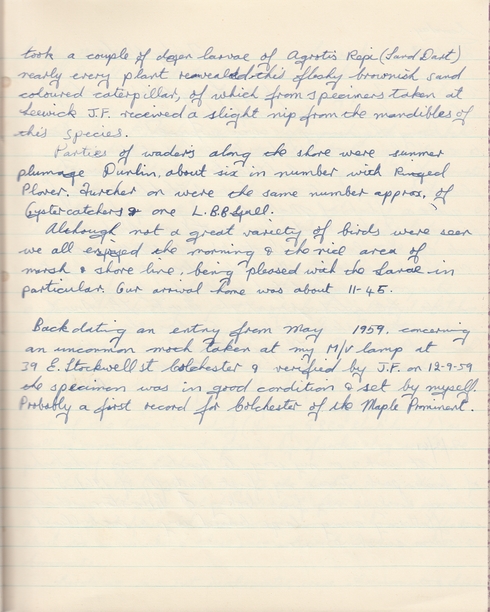 took a couple of dozen larvae of Agrotis Ripi (Sand Dart)
nearly every plant revealed this fleshy brownish sand
coloured caterpillar, of which from specimens taken at
J.F. received a slight nip from the mandibles of
this species.
Parties of waders along the shore were summer
plumage Dunlin, about six in number with Ringed
Plover. Further on were the same number approx, of
Oystercatchers & one L.B.B. Gull.
Although not a great variety of birds were seen
we all enjoyed the morning & the nice area of
marsh & shore line, being pleased with the larvae in
particular. Our arrival home was about 11-45.
Backdating an entry from May 1959. concerning
an uncommon moth taken at my M/V lamp at
39 E. Stockwell st Colchester & verified by J.F. on 12-9-59
the specimen was in good condition & set by myself.
Probably a first record for Colchester of the Maple Prominent.